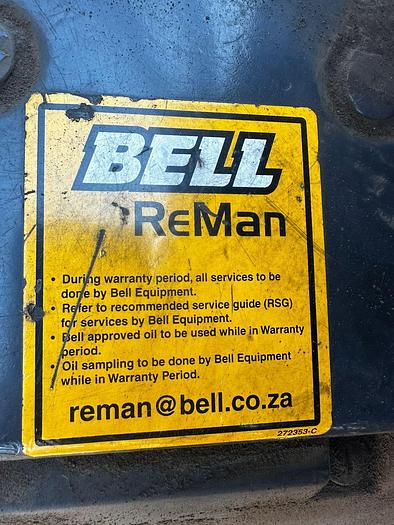 BELL
ReMan
• During warranty period, all services to be
done by Bell Equipment.
• Refer to recommended service guide (RSG)
for services by Bell Equipment.
• Bell approved oil to be used while in Warranty
period.
• Oil sampling to be done by Bell Equipment
while in Warranty Period.
reman@bell.co.za
272353-C